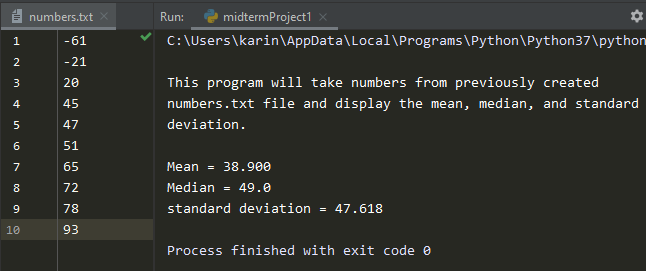 numbers.txt
Run: midtermProject1
1 -61
2 -21
3 20
4 45
5 47
6 51
7 65
8 72
9 78
10 93
C:\Users\karin\AppData\Local\Programs\Python\Python37\python
This program will take numbers from previously created
numbers.txt file and display the mean, median, and standard
deviation.
Mean = 38.900
Median = 49.0
standard deviation = 47.618
Process finished with exit code 0